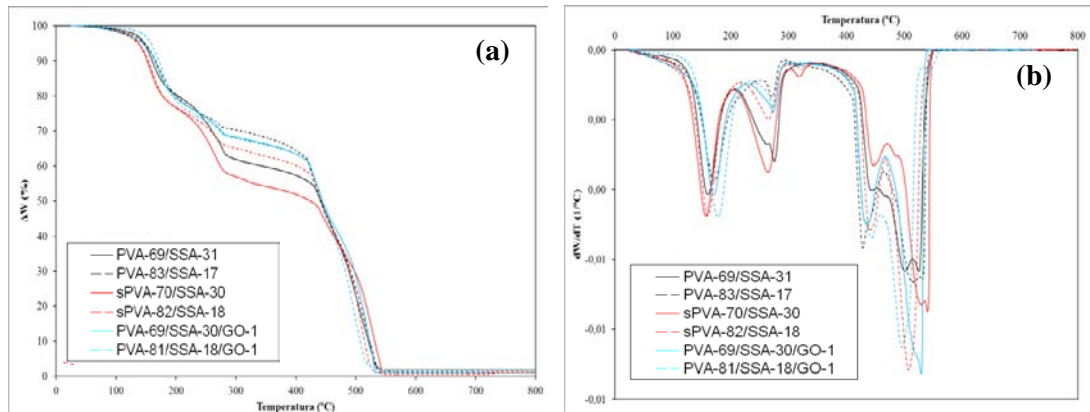 100
90
80
70
60
50
40
30
20
10
0
ΔW (%)
(a)
PVA-69/SSA-31
PVA-83/SSA-17
sPVA-70/SSA-30
sPVA-82/SSA-18
PVA-69/SSA-30/GO-1
PVA-81/SSA-18/GO-1
0 100 200 300 400 500 600 700 800
Temperatura (ºC)
Temperatura (ºC)
0 100 200 300 400 500 600 700 800
0,00
0,00
0,00
-0,01
-0,01
-0,01
dW/dT (1/ºC)
(b)
PVA-69/SSA-31
PVA-83/SSA-17
sPVA-70/SSA-30
sPVA-82/SSA-18
PVA-69/SSA-30/GO-1
PVA-81/SSA-18/GO-1